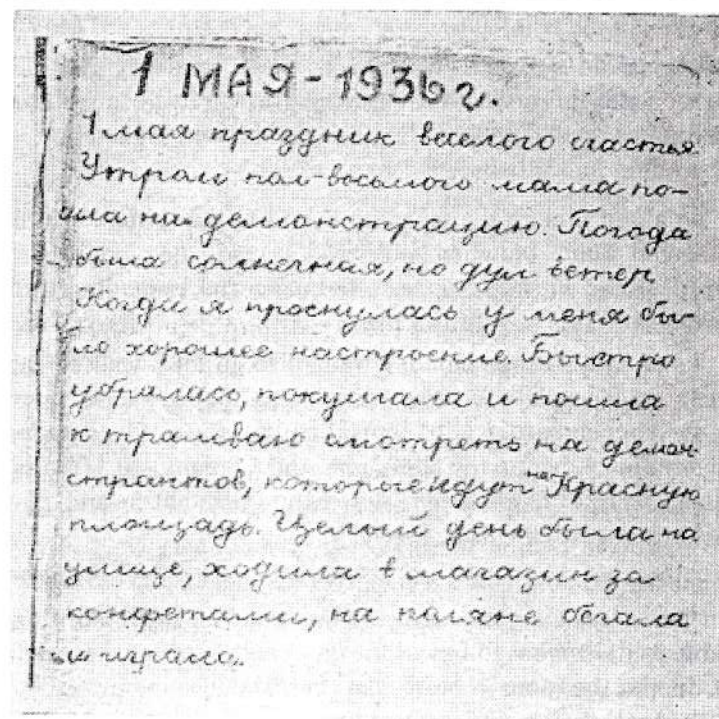 1 МАЯ - 1936 г.
1 мая праздник веселого счастья.
Утром пол-восьмого мама по-
шла на демонстрацию. Погода
была солнечная, но дул ветер.
Когда я проснулась у меня бы-
ло хорошее настроение. Быстро
убралась, покушала и пошла
к трамваю смотреть на демон-
странтов, которые идут на Красную
площадь. Целый день была на
улице, ходила в магазин за
конфетами, на поляне бегала
и играла.